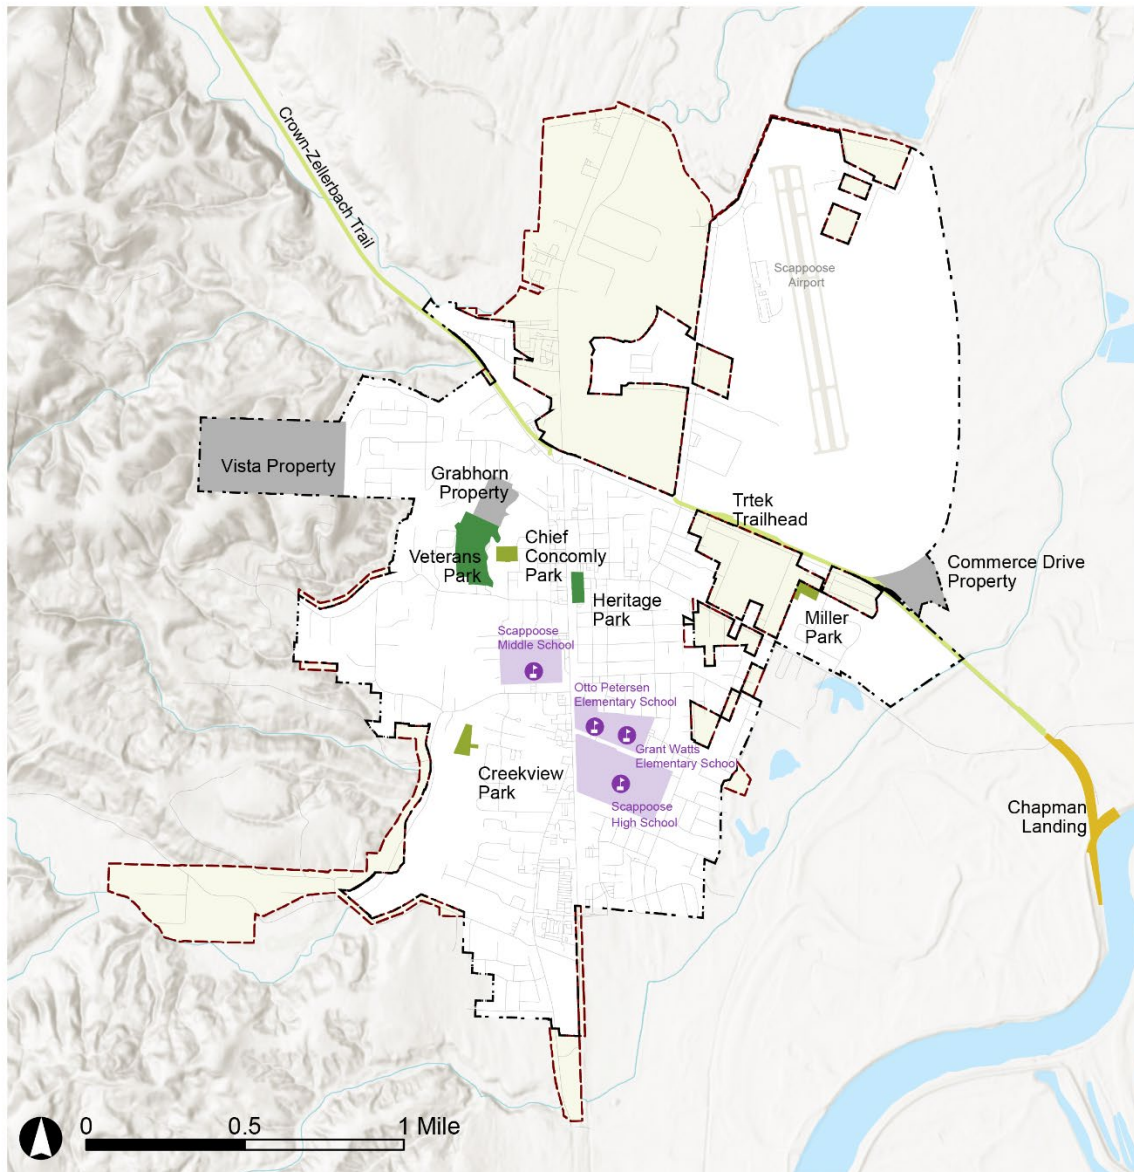 Crown-Zellerbach Trail
Scappoose
Airport
Vista Property
Grabhorn
Property
Trtek
Trailhead
Veterans
Park
Chief
Concomly
Park
Commerce Drive
Property
Heritage
Park
Miller
Park
Scappoose
Middle School
Otto Petersen
Elementary School
Grant Watts
Elementary School
Creekview
Park
Scappoose
High School
Chapman
Landing
0 0.5 1 Mile